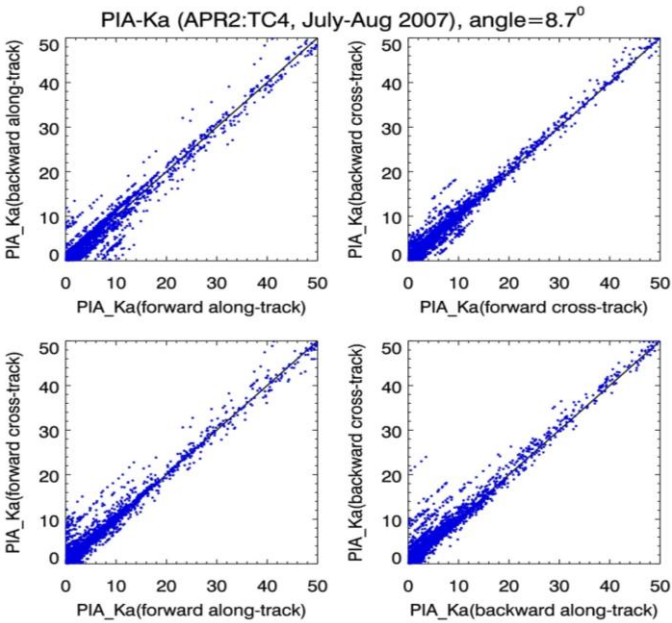 PIA-Ka (APR2:TC4, July-Aug 2007), angle=8.7⁰
PIA_Ka(backward along-track)
50
40
30
20
10
0
0 10 20 30 40 50
PIA_Ka(forward along-track)
PIA_Ka(backward cross-track)
50
40
30
20
10
0
0 10 20 30 40 50
PIA_Ka(forward cross-track)
PIA_Ka(forward cross-track)
50
40
30
20
10
0
0 10 20 30 40 50
PIA_Ka(forward along-track)
PIA_Ka(backward cross-track)
50
40
30
20
10
0
0 10 20 30 40 50
PIA_Ka(backward along-track)